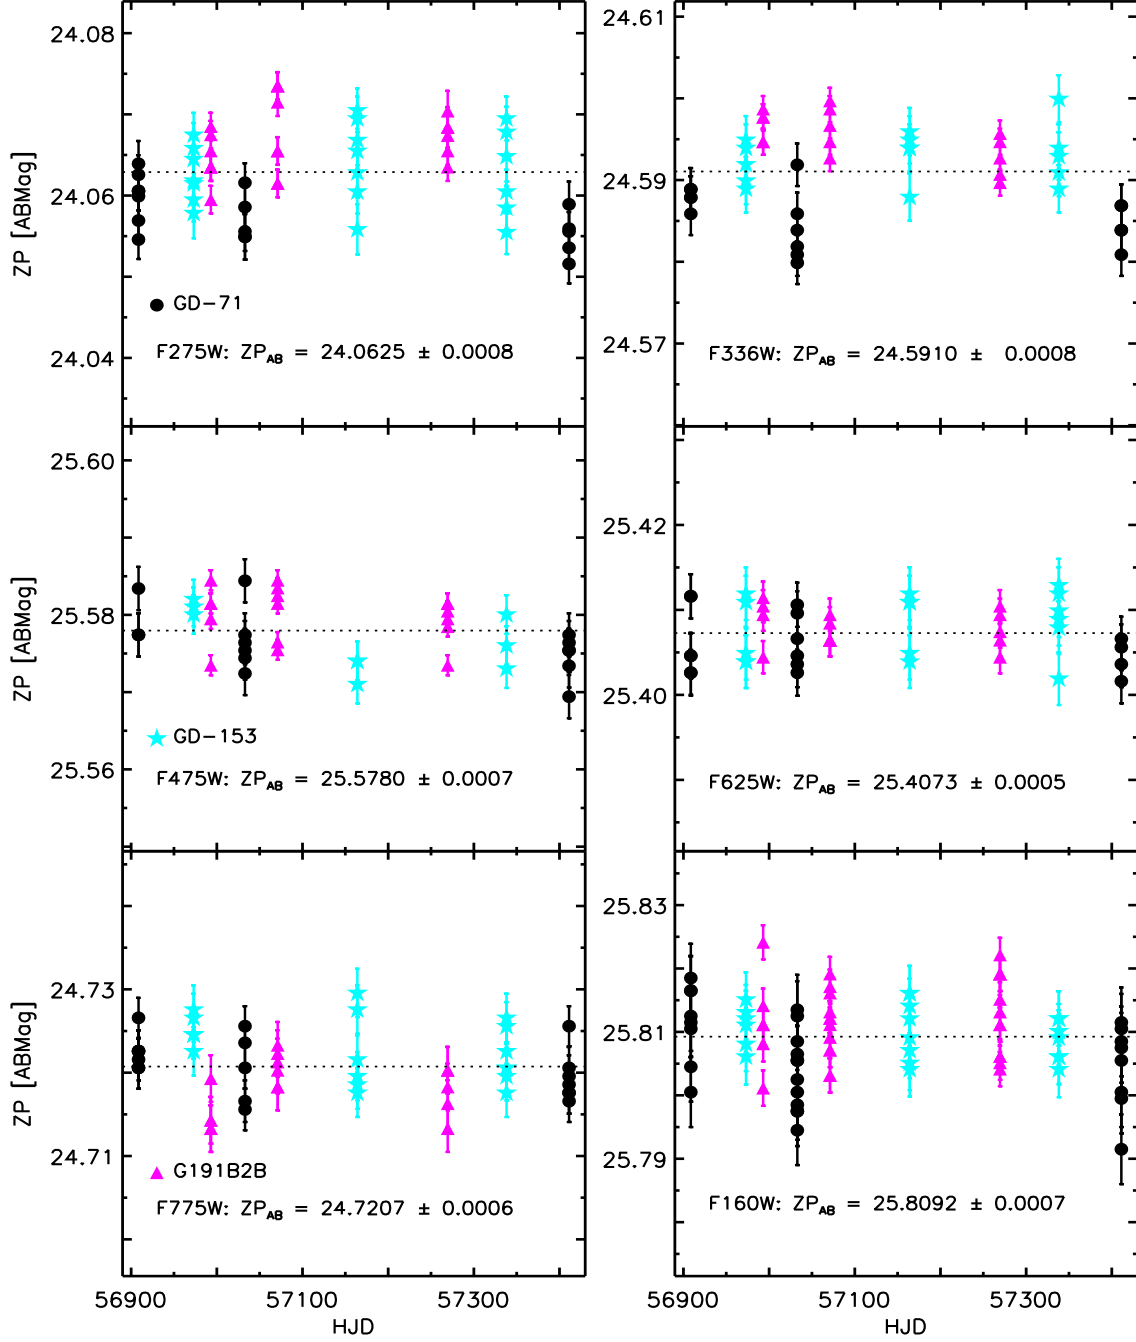 24.08
24.06
24.04
ZP [ABMag]
GD-71
F275W: ZP_AB = 24.0625 ± 0.0008
24.61
24.59
24.57
F336W: ZP_AB = 24.5910 ± 0.0008
25.60
25.58
25.56
ZP [ABMag]
GD-153
F475W: ZP_AB = 25.5780 ± 0.0007
25.42
25.40
F625W: ZP_AB = 25.4073 ± 0.0005
24.73
24.71
ZP [ABMag]
G191B2B
F775W: ZP_AB = 24.7207 ± 0.0006
56900 57100 57300
HJD
25.83
25.81
25.79
F160W: ZP_AB = 25.8092 ± 0.0007
56900 57100 57300
HJD